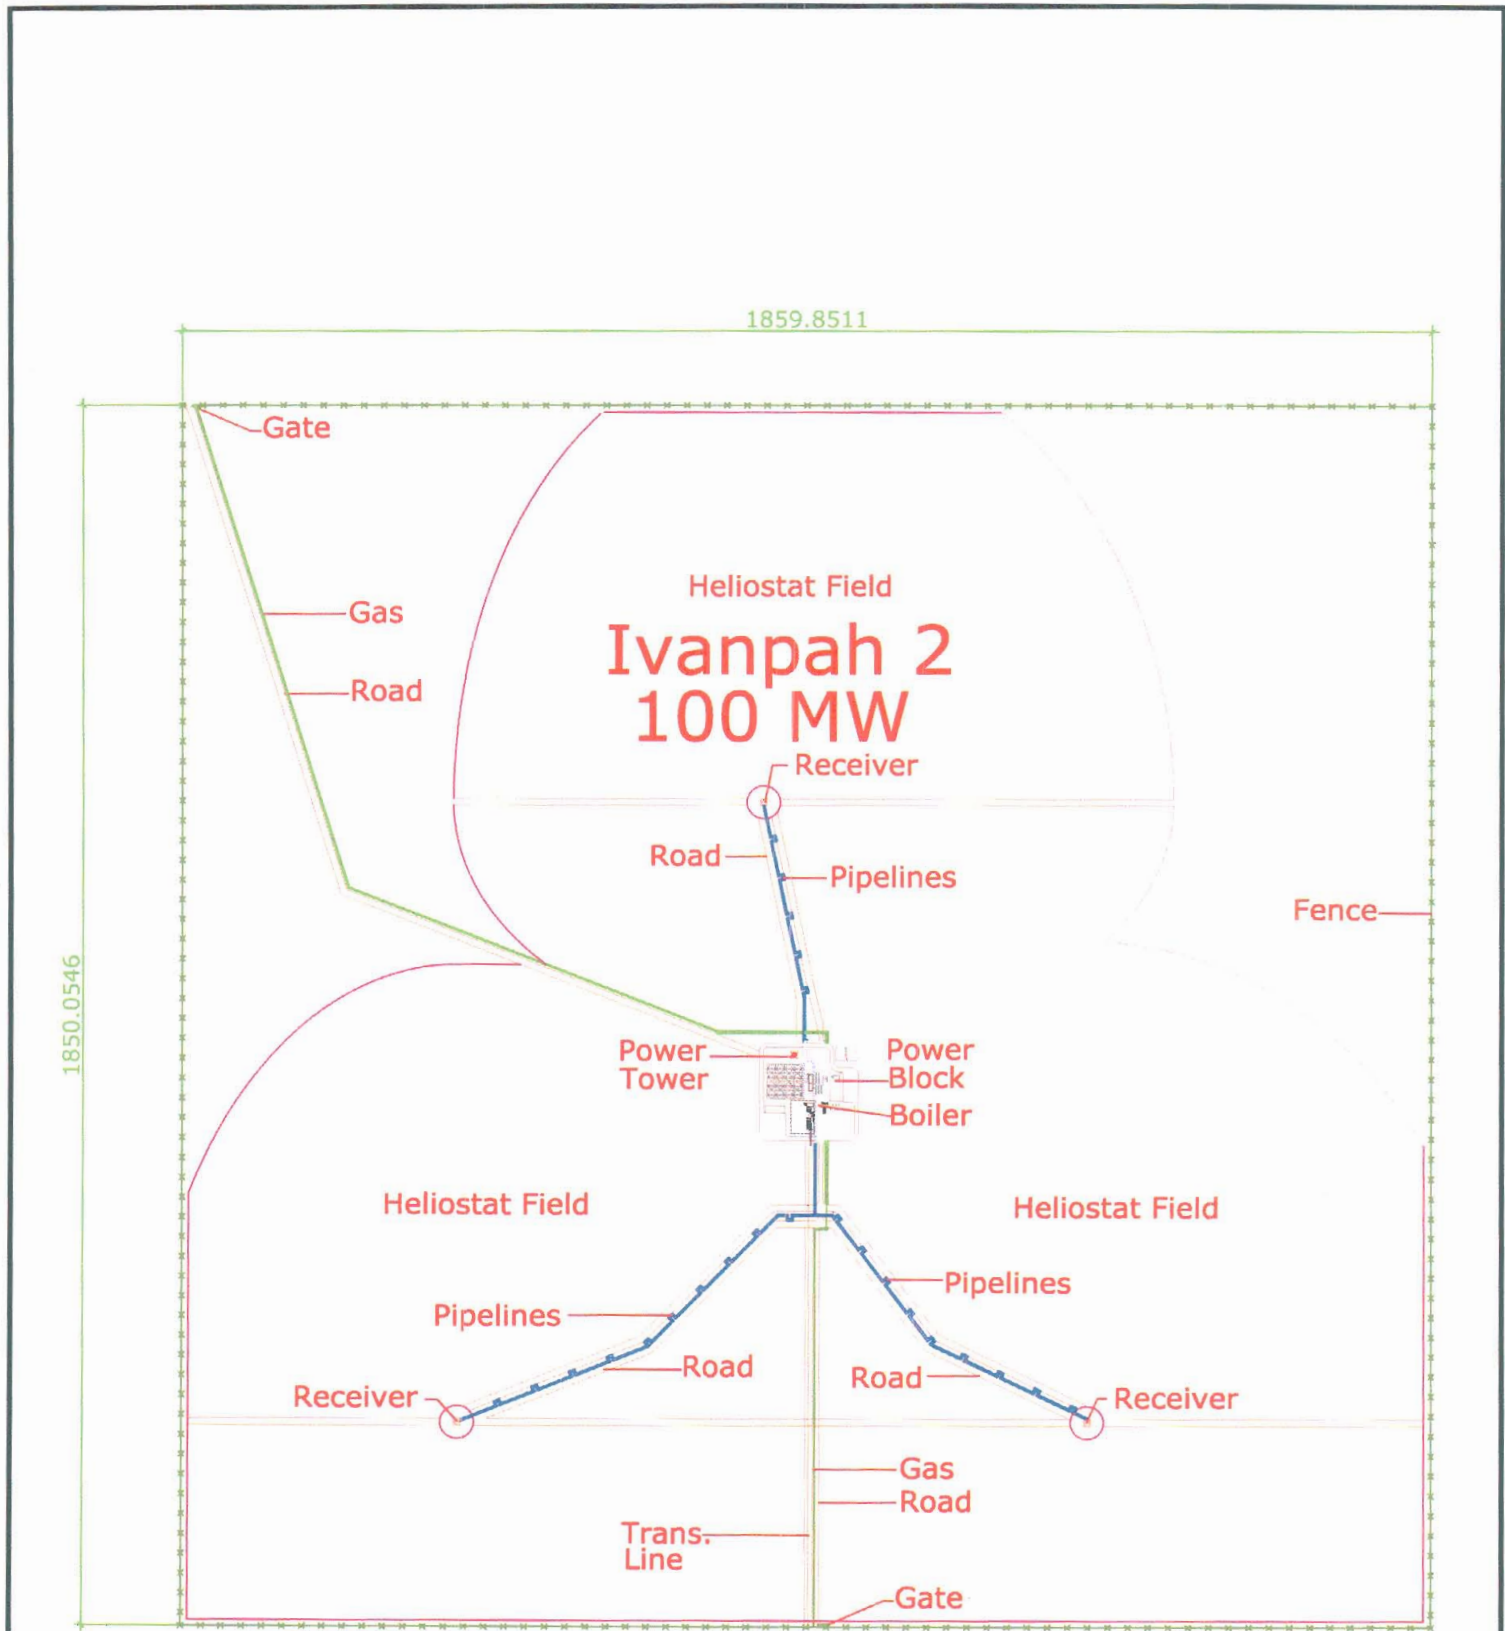 1859.8511
Gate
Heliostat Field
Gas
Ivanpah 2
Road
100 MW
Receiver
Road
Pipelines
Fence
1850.0546
Power
Tower
Power
Block
Boiler
Heliostat Field
Heliostat Field
Pipelines
Pipelines
Road
Road
Receiver
Receiver
Gas
Road
Trans.
Line
Gate